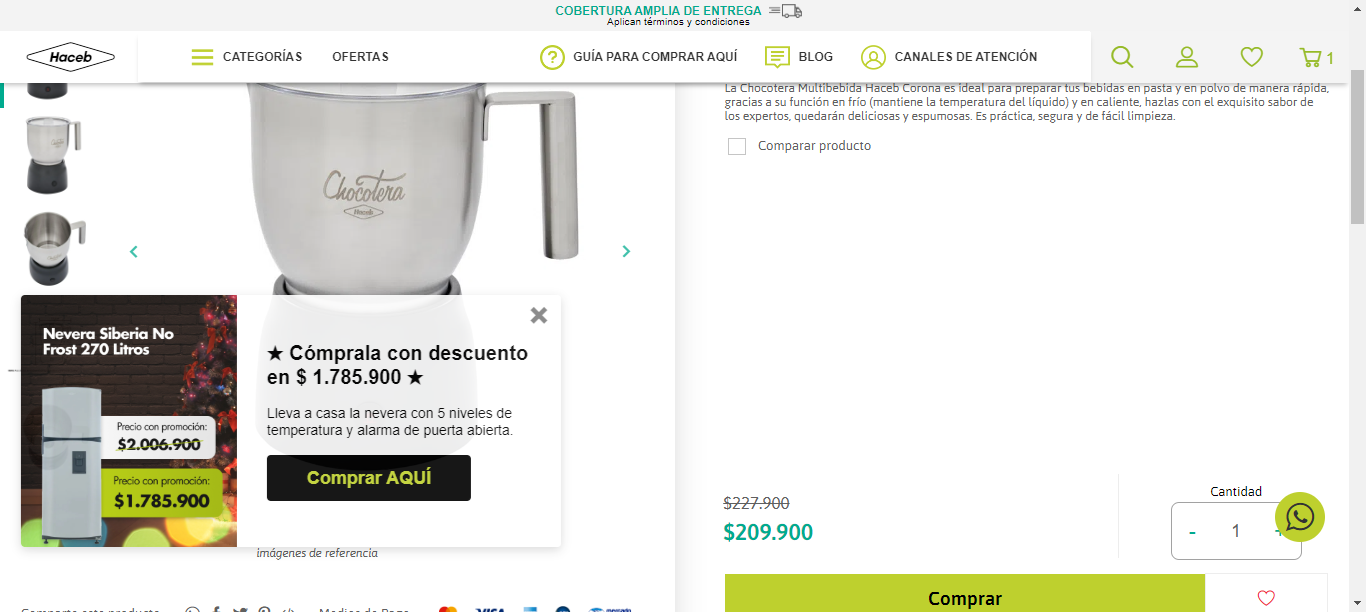 COBERTURA AMPLIA DE ENTREGA
Aplican términos y condiciones
Haceb
CATEGORÍAS
OFERTAS
GUÍA PARA COMPRAR AQUÍ
BLOG
CANALES DE ATENCIÓN
1
La Chocotera Multibebida Haceb Corona es ideal para preparar tus bebidas en pasta y en polvo de manera rápida,
gracias a su función en frío (mantiene la temperatura del líquido) y en caliente, hazlas con el exquisito sabor de
los expertos, quedarán deliciosas y espumosas. Es práctica, segura y de fácil limpieza.
Comparar producto
Chocotera
Haceb
Nevera Siberia No
Frost 270 Litros
Precio con promoción:
$2.006.900
Precio con promoción:
$1.785.900
★ Cómprala con descuento
en $ 1.785.900 ★
Lleva a casa la nevera con 5 niveles de
temperatura y alarma de puerta abierta.
Comprar AQUÍ
imágenes de referencia
$227.900
$209.900
Cantidad
- 1 +
Comprar
Comparte este producto
Medios de Pago
VISA